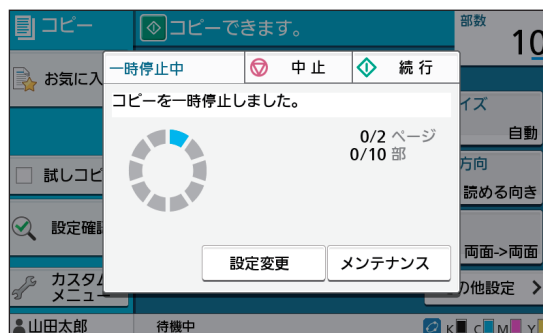 コピー
コピーできます。
部数
10
お気に入
一時停止中
中止
続行
コピーを一時停止しました。
イズ
自動
0/2 ページ
0/10 部
試しコピ
方向
読める向き
設定確認
両面->両面
設定変更
メンテナンス
カスタム
メニュー
の他設定
山田太郎
待機中
K C M Y